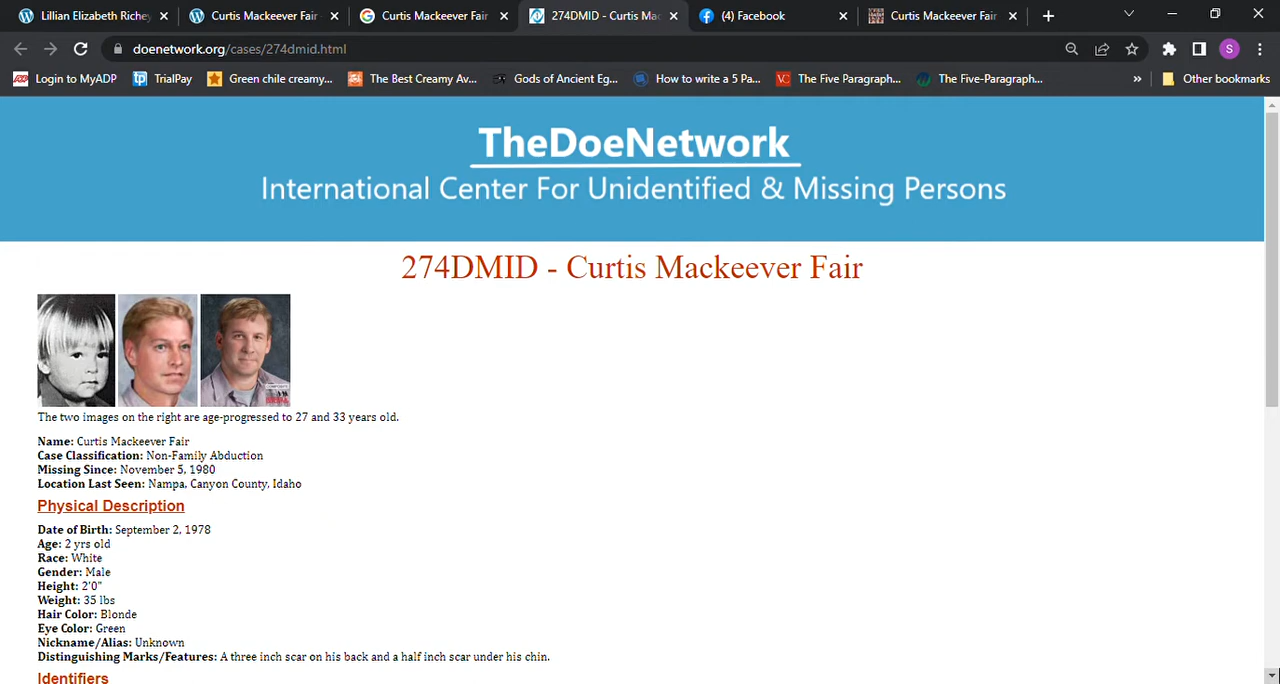 Lillian Elizabeth Richey
Curtis Mackeever Fair
Curtis Mackeever Fair
274DMID - Curtis Mac
(4) Facebook
Curtis Mackeever Fair
doenetwork.org/cases/274dmid.html
S
Login to MyADP
TrialPay
Green chile creamy...
The Best Creamy Av...
Gods of Ancient Eg...
How to write a 5 Pa...
VC
The Five Paragraph...
The Five-Paragraph...
»
Other bookmarks
TheDoeNetwork
International Center For Unidentified & Missing Persons
274DMID - Curtis Mackeever Fair
The two images on the right are age-progressed to 27 and 33 years old.
Name: Curtis Mackeever Fair
Case Classification: Non-Family Abduction
Missing Since: November 5, 1980
Location Last Seen: Nampa, Canyon County, Idaho
Physical Description
Date of Birth: September 2, 1978
Age: 2 yrs old
Race: White
Gender: Male
Height: 2'0"
Weight: 35 lbs
Hair Color: Blonde
Eye Color: Green
Nickname/Alias: Unknown
Distinguishing Marks/Features: A three inch scar on his back and a half inch scar under his chin.
Identifiers